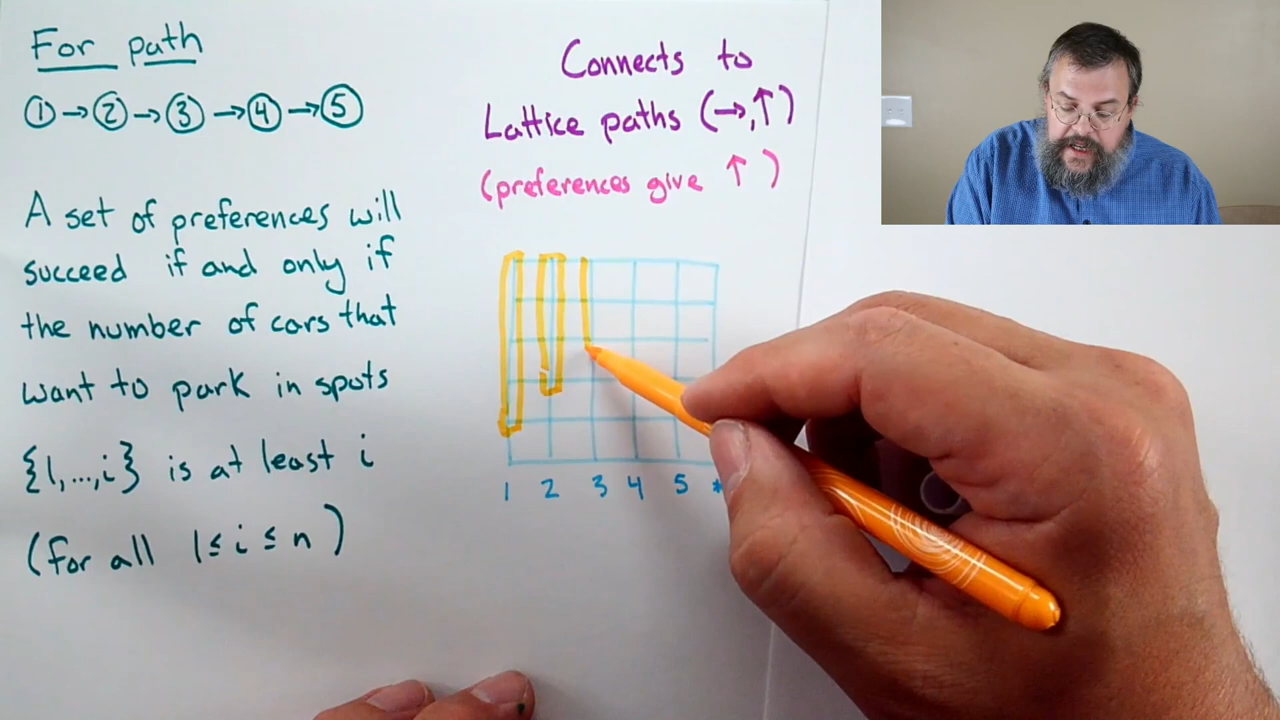 For path
1 → 2 → 3 → 4 → 5
A set of preferences will
succeed if and only if
the number of cars that
want to park in spots
{1,...,i} is at least i
(for all 1 ≤ i ≤ n)
Connects to
Lattice paths (→,↑)
(preferences give ↑)
1 2 3 4 5 *